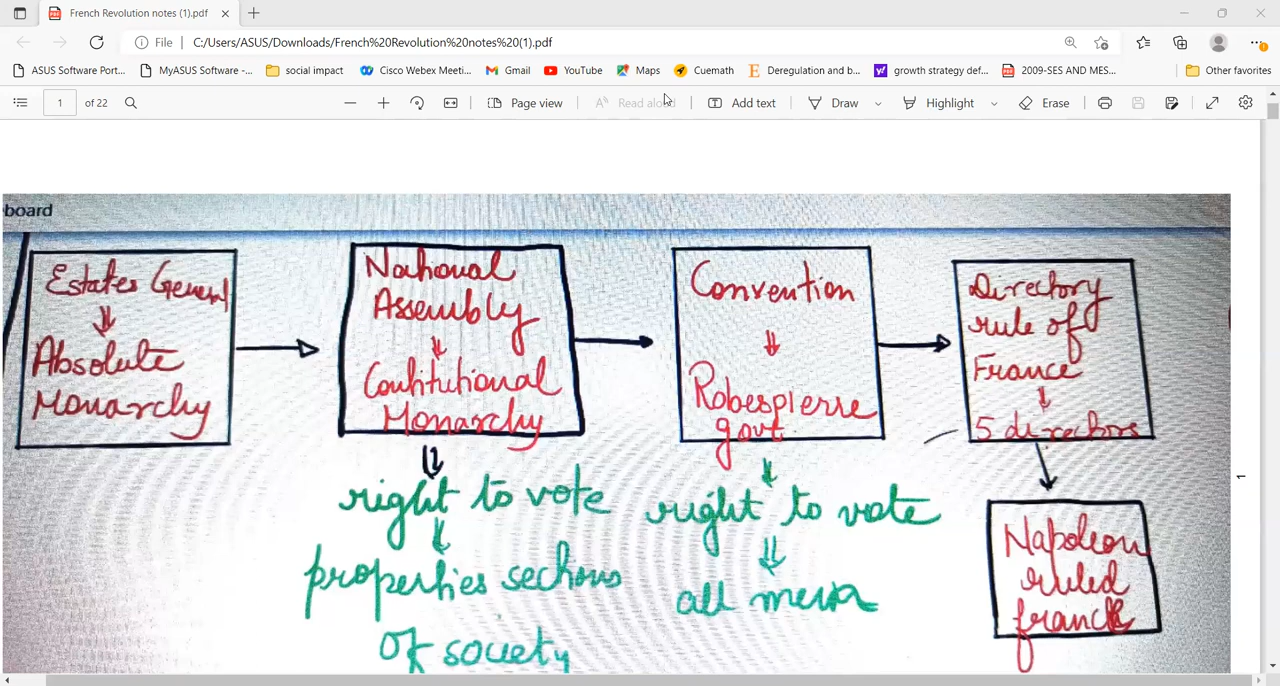 French Revolution notes (1).pdf
File
C:/Users/ASUS/Downloads/French%20Revolution%20notes%20(1).pdf
ASUS Software Port...
MyASUS Software -...
social impact
Cisco Webex Meeti...
Gmail
YouTube
Maps
Cuemath
Deregulation and b...
growth strategy def...
2009-SES AND MES...
Other favorites
1 of 22
Page view
Read aloud
Add text
Draw
Highlight
Erase
board
Estates General
⇓
Absolute
Monarchy
National
Assembly
↓
Constitutional
Monarchy
⇓
right to vote
↓
properties sections
of society
Convention
⇓
Robespierre
govt
↓
right to vote
⇓
all men
Directory
rule of
France
↓
5 directors
Napoleon
ruled
france
1